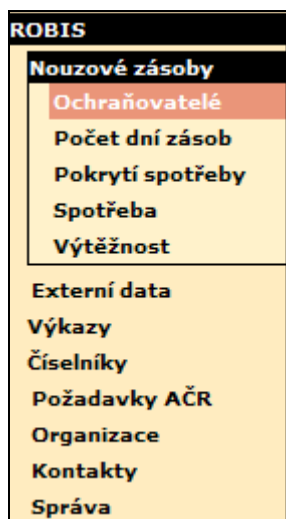 ROBIS
Nouzové zásoby
Ochraňovatelé
Počet dní zásob
Pokrytí spotřeby
Spotřeba
Výtěžnost
Externí data
Výkazy
Číselníky
Požadavky AČR
Organizace
Kontakty
Správa